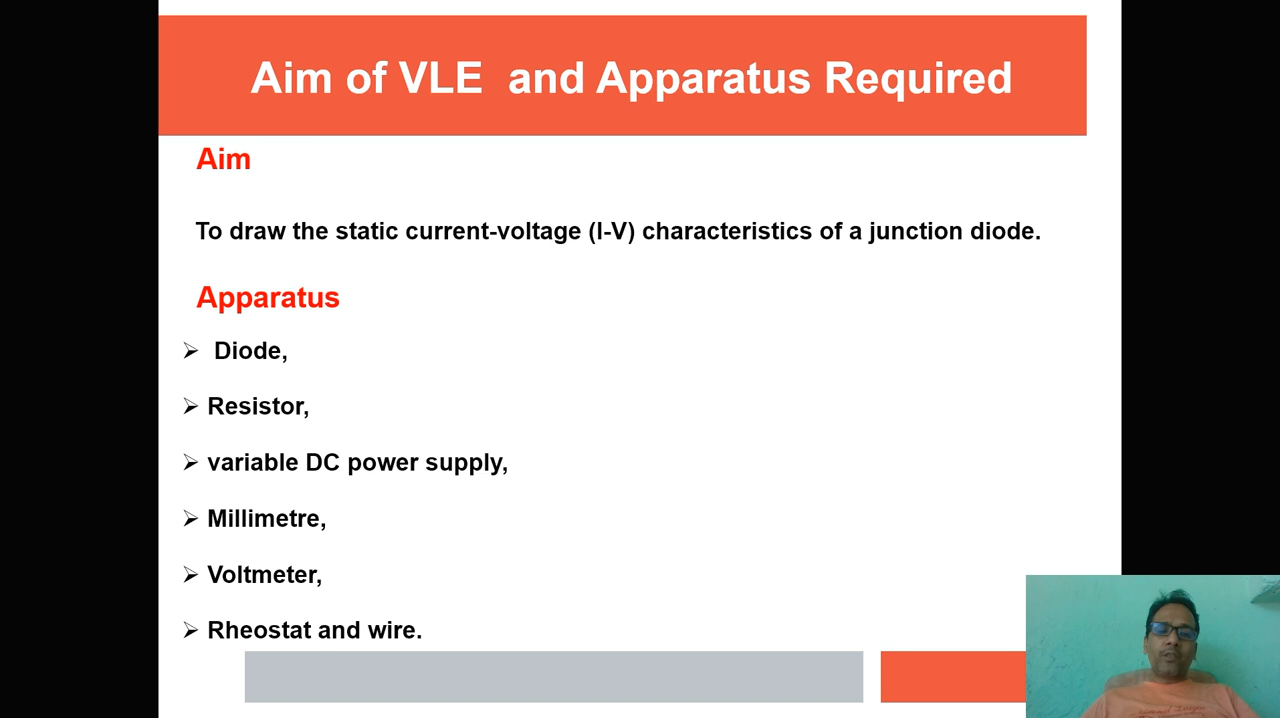 Aim of VLE and Apparatus Required
Aim
To draw the static current-voltage (I-V) characteristics of a junction diode.
Apparatus
➢ Diode,
➢ Resistor,
➢ variable DC power supply,
➢ Millimetre,
➢ Voltmeter,
➢ Rheostat and wire.